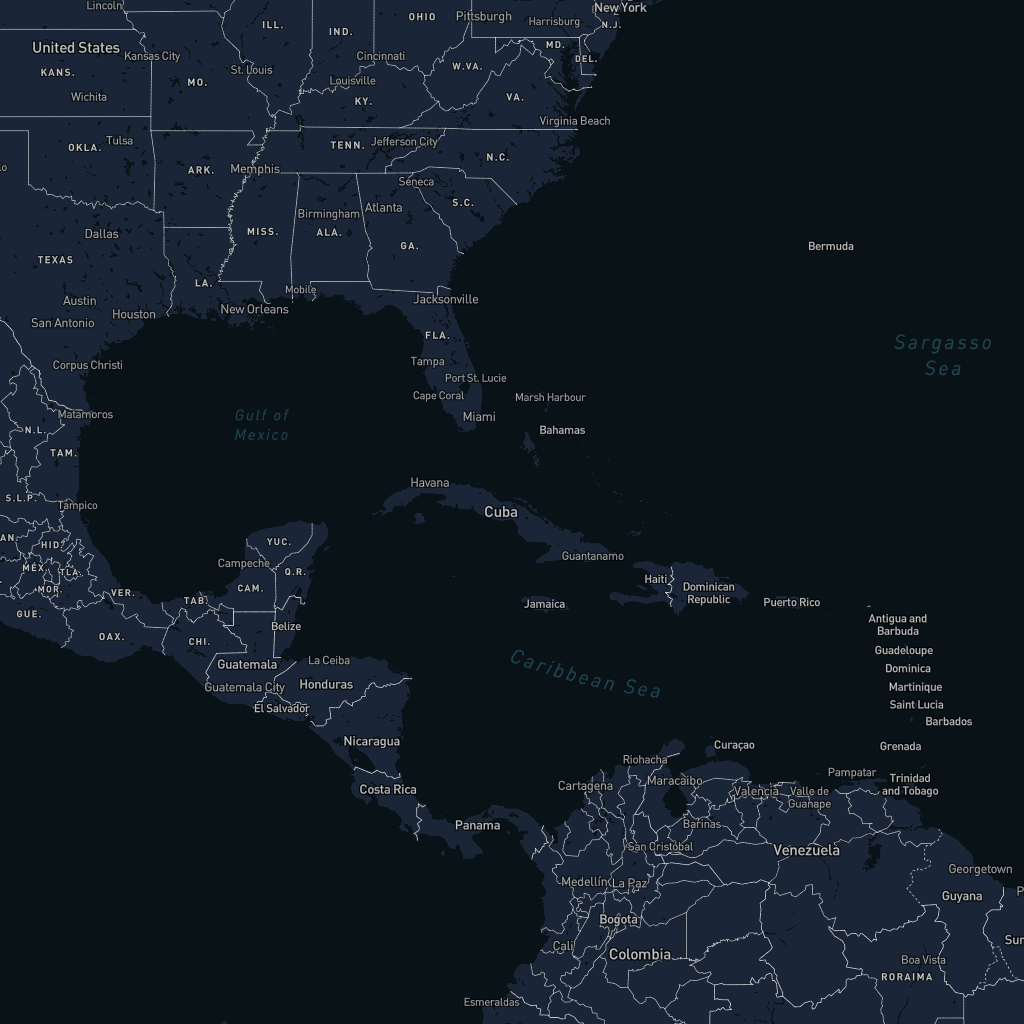 Lincoln
ILL.
OHIO
Pittsburgh
Harrisburg
New York
N.J.
IND.
MD.
United States
Kansas City
Cincinnati
DEL.
KANS.
MO.
St. Louis
Louisville
W.VA.
Wichita
KY.
VA.
Virginia Beach
OKLA.
Tulsa
TENN.
Jefferson City
N.C.
lo
ARK.
Memphis
Seneca
S.C.
Birmingham
Atlanta
Dallas
MISS.
ALA.
GA.
Bermuda
TEXAS
LA.
Mobile
Austin
New Orleans
Jacksonville
San Antonio
Houston
FLA.
Sargasso
Sea
Corpus Christi
Tampa
Port St. Lucie
Cape Coral
Marsh Harbour
Matamoros
Gulf of
Mexico
Miami
Bahamas
N.L.
TAM.
Havana
S.L.P.
Tampico
Cuba
AN.
HID.
YUC.
Guantanamo
MÉX.
TLA.
Campeche
Q.R.
Haiti
Dominican
Republic
MOR.
VER.
CAM.
TAB.
Jamaica
Puerto Rico
GUE.
OAX.
CHI.
Belize
Antigua and
Barbuda
Guadeloupe
Guatemala
La Ceiba
Caribbean Sea
Dominica
Guatemala City
Honduras
Martinique
El Salvador
Saint Lucia
Barbados
Nicaragua
Curaçao
Grenada
Riohacha
Costa Rica
Cartagena
Maracaibo
Pampatar
Trinidad
and Tobago
Valencia
Valle de
Guanape
Panama
Barinas
San Cristóbal
Venezuela
Medellín
La Paz
Georgetown
Guyana
P
Bogota
Cali
Colombia
Sur
Boa Vista
RORAIMA
Esmeraldas